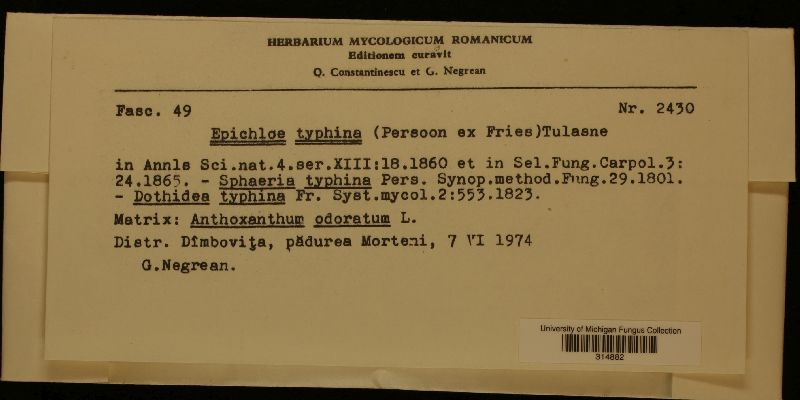 HERBARIUM MYCOLOGICUM ROMANICUM
Editionem curavit
O. Constantinescu et G. Negrean
Fasc. 49 Nr. 2430
Epichloe typhina (Persoon ex Fries)Tulasne
in Annls Sci.nat.4.ser.XIII:18.1860 et in Sel.Fung.Carpol.3:
24.1865. - Sphaeria typhina Pers. Synop.method.Fung.29.1801.
- Dothidea typhina Fr. Syst.mycol.2:553.1823.
Matrix: Anthoxanthum odoratum L.
Distr. Dîmboviţa, pădurea Morteni, 7 VI 1974
G.Negrean.
University of Michigan Fungus Collection
314882